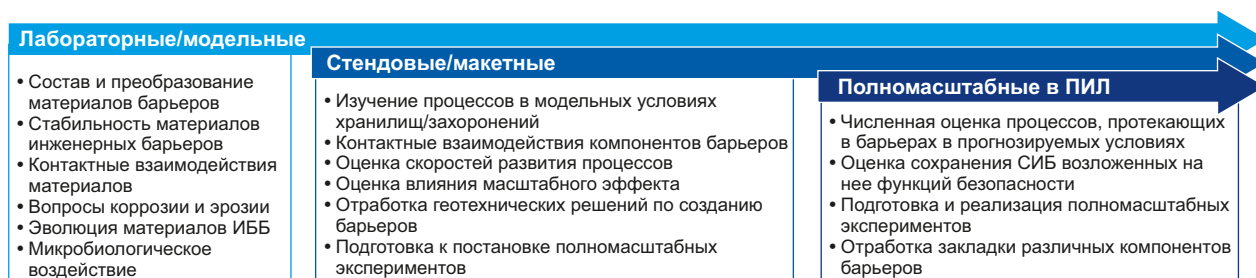 Лабораторные/модельные
• Состав и преобразование
материалов барьеров
• Стабильность материалов
инженерных барьеров
• Контактные взаимодействия
материалов
• Вопросы коррозии и эрозии
• Эволюция материалов ИББ
• Микробиологическое
воздействие
Стендовые/макетные
• Изучение процессов в модельных условиях
хранилищ/захоронений
• Контактные взаимодействия компонентов барьеров
• Оценка скоростей развития процессов
• Оценка влияния масштабного эффекта
• Отработка геотехнических решений по созданию
барьеров
• Подготовка к постановке полномасштабных
экспериментов
Полномасштабные в ПИЛ
• Численная оценка процессов, протекающих
в барьерах в прогнозируемых условиях
• Оценка сохранения СИБ возложенных на
нее функций безопасности
• Подготовка и реализация полномасштабных
экспериментов
• Отработка закладки различных компонентов
барьеров